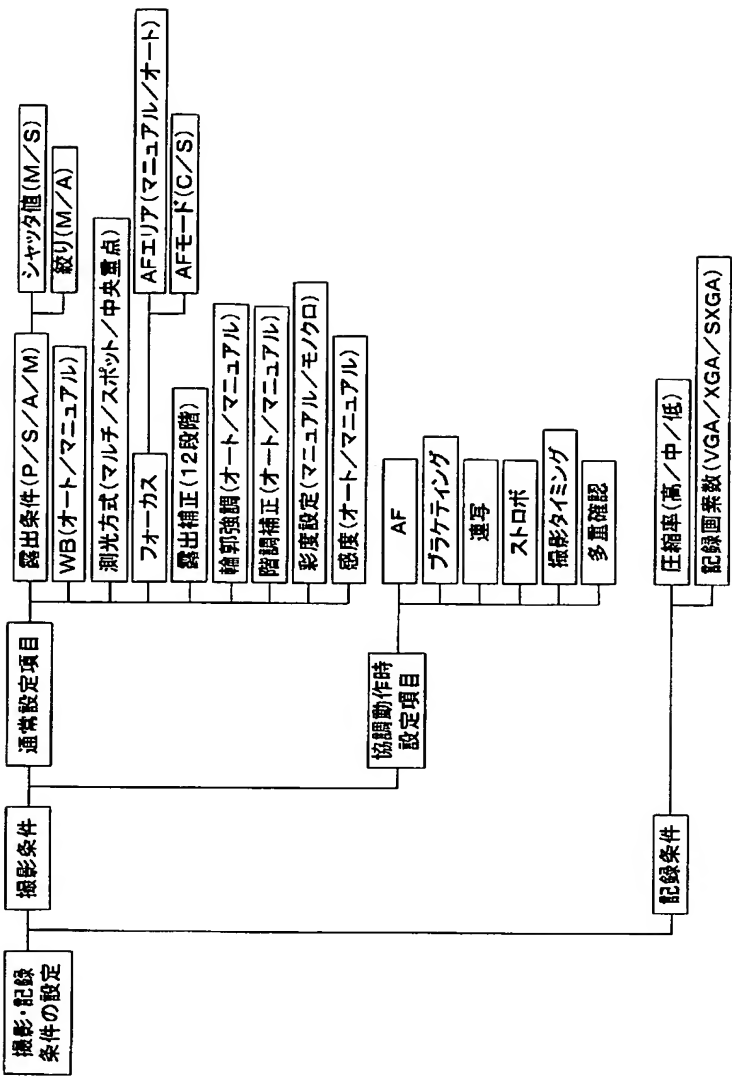 撮影・記録
条件の設定
撮影条件
通常設定項目
露出条件(P/S/A/M)
シャッタ値(M/S)
絞り(M/A)
WB(オート/マニュアル)
測光方式(マルチ/スポット/中央重点)
フォーカス
AFエリア(マニュアル/オート)
AFモード(C/S)
露出補正(12段階)
輪郭強調(オート/マニュアル)
階調補正(オート/マニュアル)
彩度設定(マニュアル/モノクロ)
感度(オート/マニュアル)
協調動作時
設定項目
AF
ブラケティング
連写
ストロボ
撮影タイミング
多重確認
記録条件
圧縮率(高/中/低)
記録画素数(VGA/XGA/SXGA)